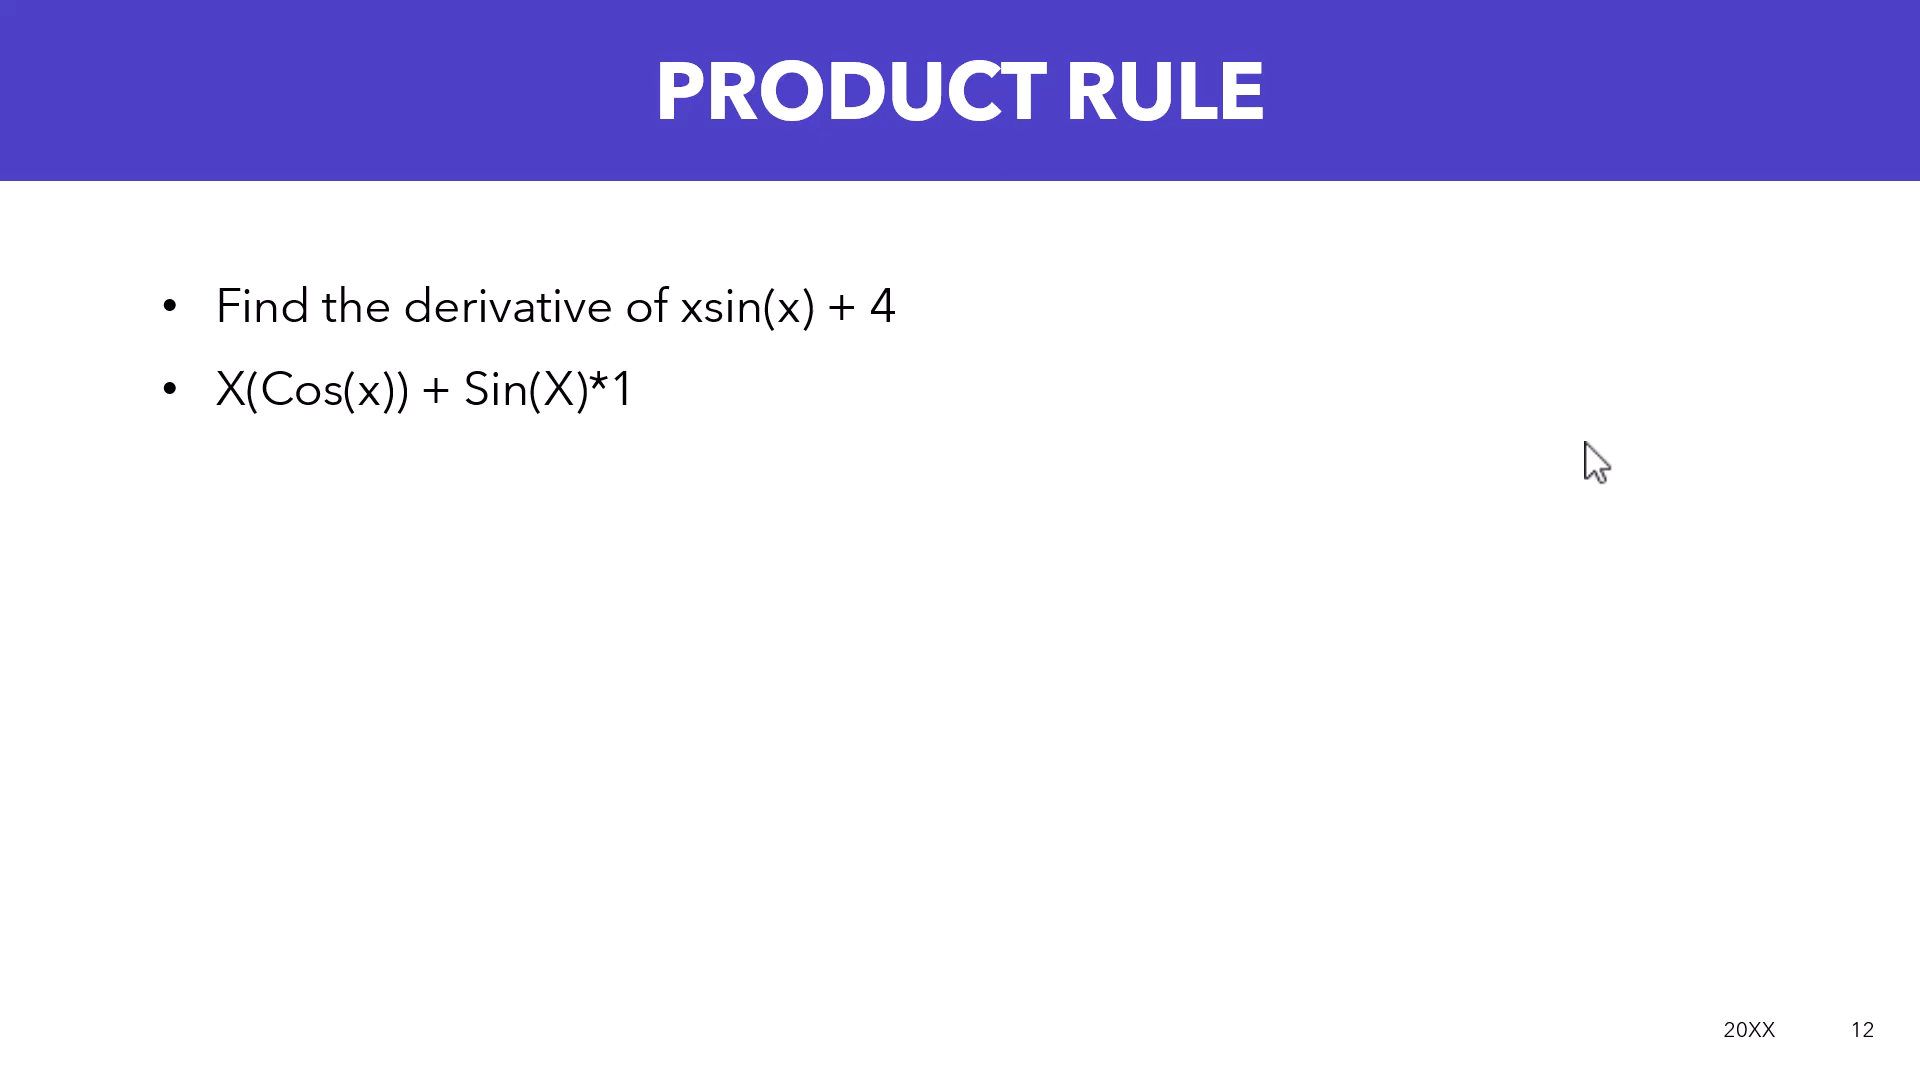 PRODUCT RULE
• Find the derivative of xsin(x) + 4
• X(Cos(x)) + Sin(X)*1
20XX 12